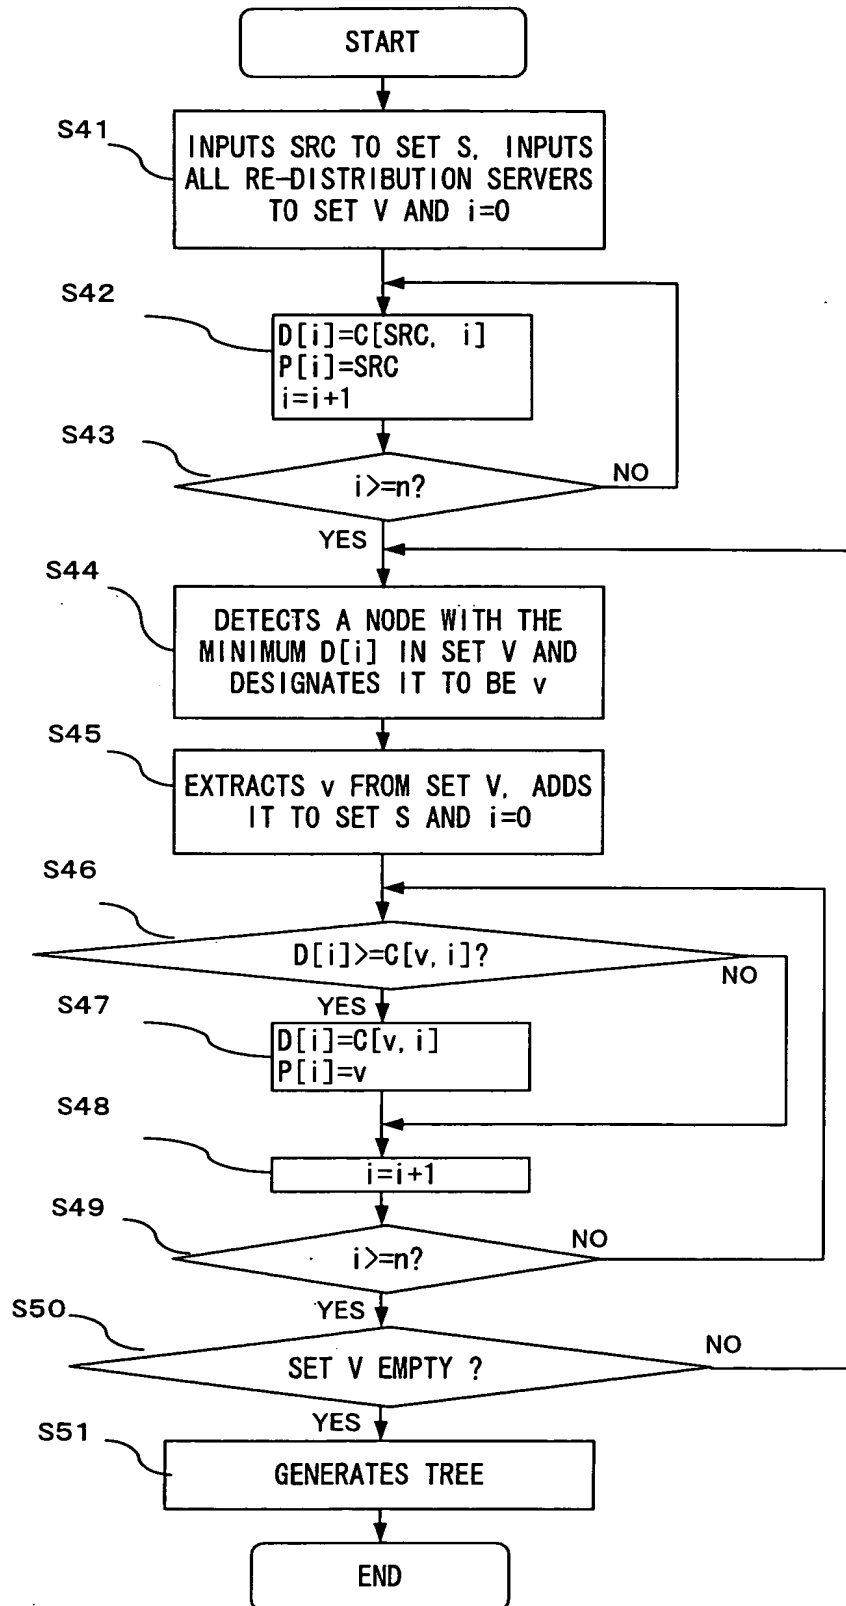 START
S41
INPUTS SRC TO SET S, INPUTS
ALL RE-DISTRIBUTION SERVERS
TO SET V AND i=0
S42
D[i]=C[SRC, i]
P[i]=SRC
i=i+1
S43
i>=n?
NO
YES
S44
DETECTS A NODE WITH THE
MINIMUM D[i] IN SET V AND
DESIGNATES IT TO BE v
S45
EXTRACTS v FROM SET V, ADDS
IT TO SET S AND i=0
S46
D[i]>=C[v, i]?
NO
YES
S47
D[i]=C[v, i]
P[i]=v
S48
i=i+1
S49
i>=n?
NO
YES
S50
SET V EMPTY ?
NO
YES
S51
GENERATES TREE
END